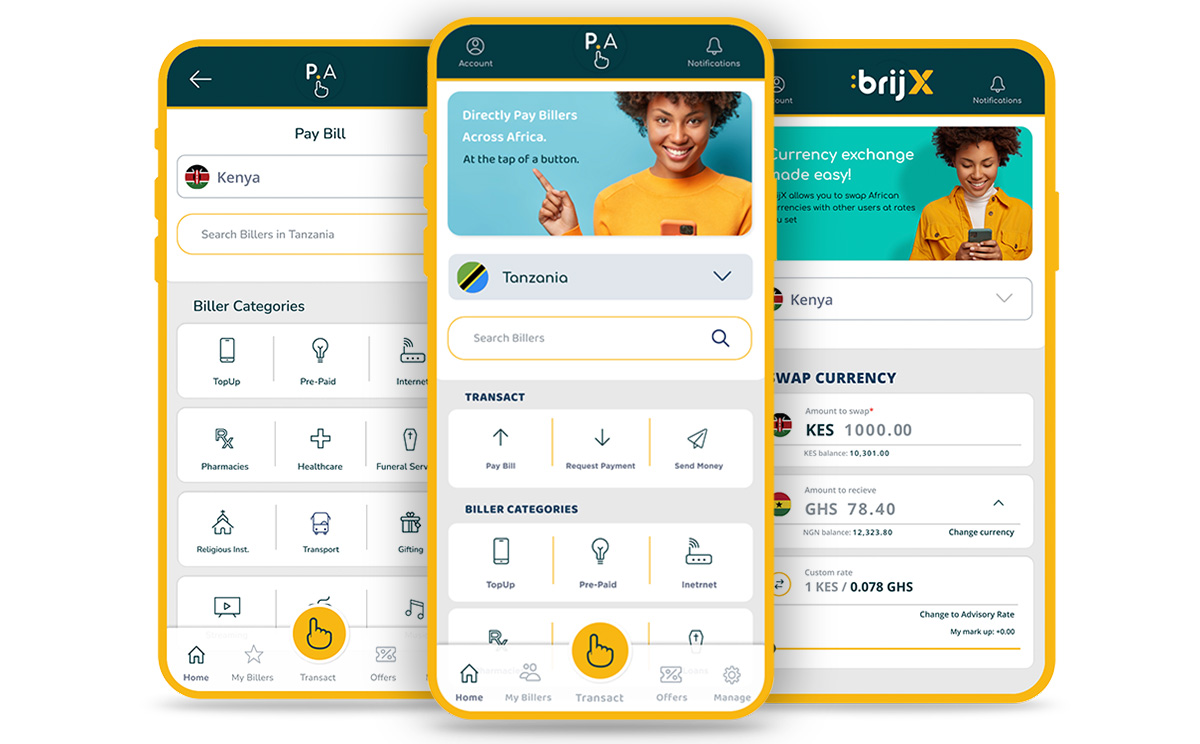 P.A
Pay Bill
Kenya
Search Billers in Tanzania
Biller Categories
TopUp
Pre-Paid
Internet
Pharmacies
Healthcare
Funeral Serv
Religious Inst.
Transport
Gifting
Home
My Billers
Transact
Offers
Account
P.A
Notifications
Directly Pay Billers
Across Africa.
At the tap of a button.
Tanzania
Search Billers
TRANSACT
Pay Bill
Request Payment
Send Money
BILLER CATEGORIES
TopUp
Pre-Paid
Inetrnet
Home
My Billers
Transact
Offers
Manage
ount
:brijX
Notifications
Currency exchange
made easy!
ijX allows you to swap African
rrencies with other users at rates
u set
Kenya
SWAP CURRENCY
Amount to swap*
KES 1000.00
KES balance: 10,301.00
Amount to recieve
GHS 78.40
NGN balance: 12,323.80
Change currency
Custom rate
1 KES / 0.078 GHS
Change to Advisory Rate
My mark up: +0.00